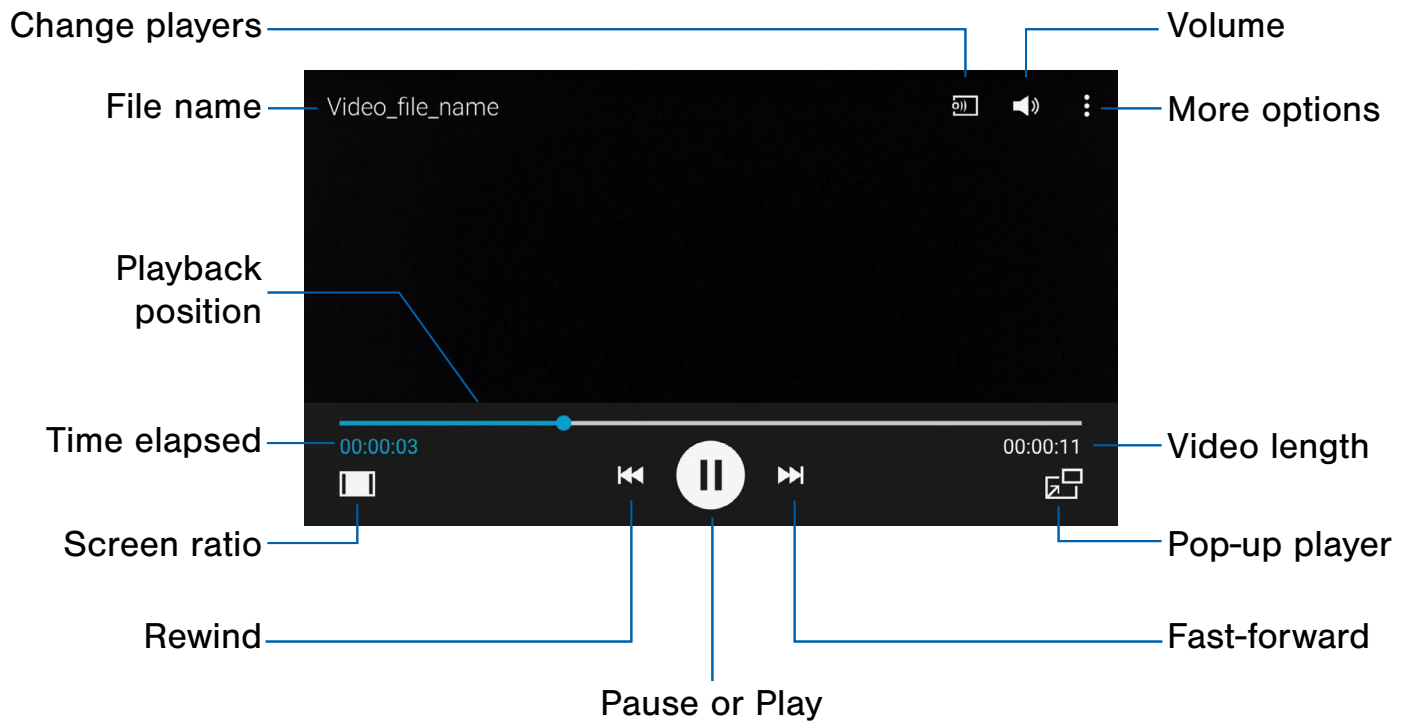 Change players
Volume
File name
Video_file_name
More options
Playback
position
Time elapsed
00:00:03
00:00:11
Video length
Screen ratio
Pop-up player
Rewind
Fast-forward
Pause or Play